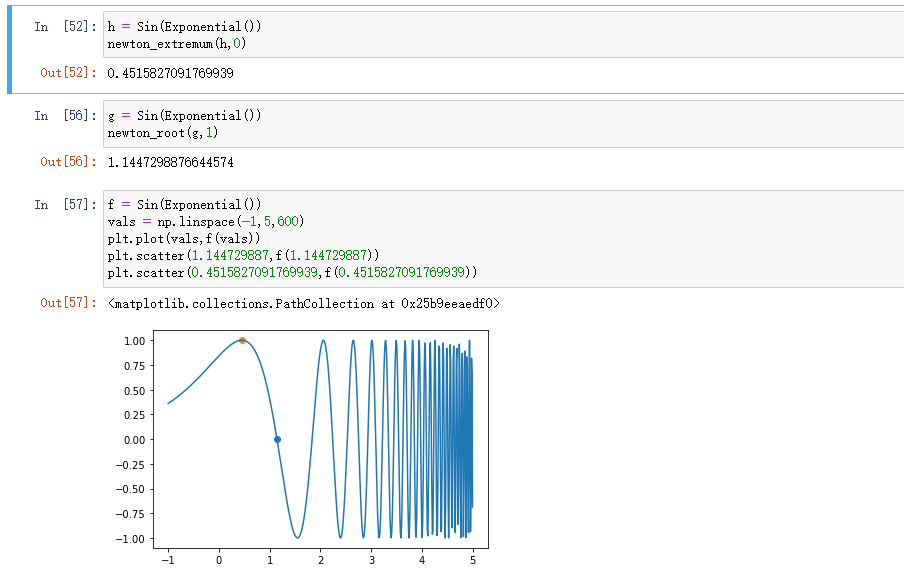 In [52]: h = Sin(Exponential())
newton_extremum(h,0)
Out[52]: 0.4515827091769939
In [56]: g = Sin(Exponential())
newton_root(g,1)
Out[56]: 1.1447298876644574
In [57]: f = Sin(Exponential())
vals = np.linspace(-1,5,600)
plt.plot(vals,f(vals))
plt.scatter(1.144729887,f(1.144729887))
plt.scatter(0.4515827091769939,f(0.4515827091769939))
Out[57]: <matplotlib.collections.PathCollection at 0x25b9eeaedf0>
1.00
0.75
0.50
0.25
0.00
−0.25
−0.50
−0.75
−1.00
−1 0 1 2 3 4 5